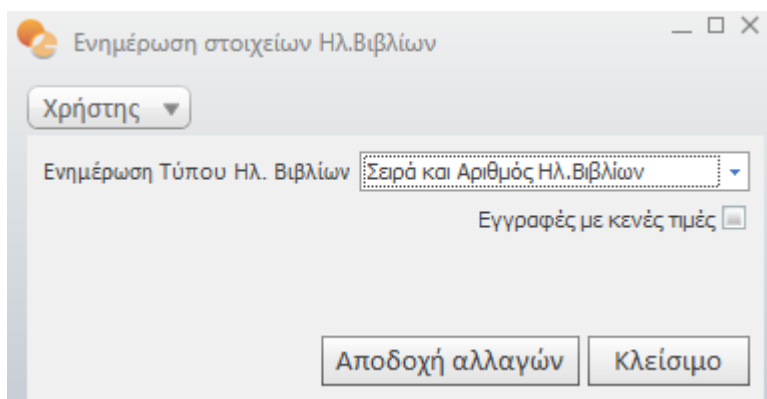 Ενημέρωση στοιχείων Ηλ.Βιβλίων
Χρήστης
Ενημέρωση Τύπου Ηλ. Βιβλίων Σειρά και Αριθμός Ηλ.Βιβλίων
Εγγραφές με κενές τιμές
Αποδοχή αλλαγών Κλείσιμο